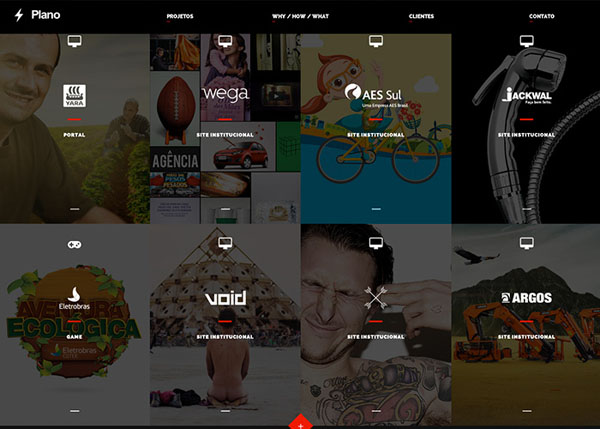 Plano
PROJETOS
WHY / HOW / WHAT
CLIENTES
CONTATO
YARA
PORTAL
wega
SITE INSTITUCIONAL
AGÊNCIA
AES Sul
Uma Empresa AES Brasil
SITE INSTITUCIONAL
JACKWAL
Faça bem feito.
SITE INSTITUCIONAL
Eletrobras
AVENTURA
ECOLÓGICA
GAME
Eletrobras
VOID
SITE INSTITUCIONAL
SITE INSTITUCIONAL
ARGOS
SITE INSTITUCIONAL
+